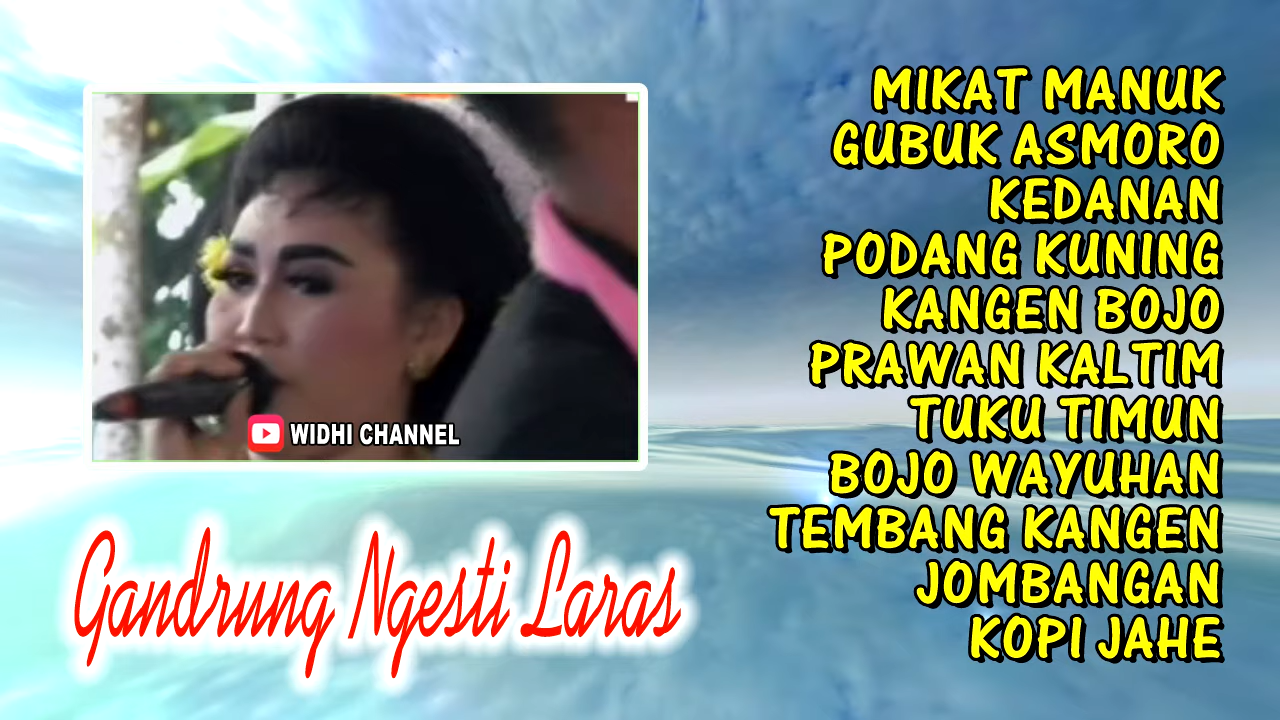 WIDHI CHANNEL
Gandrung Ngesti Laras
MIKAT MANUK
GUBUK ASMORO
KEDANAN
PODANG KUNING
KANGEN BOJO
PRAWAN KALTIM
TUKU TIMUN
BOJO WAYUHAN
TEMBANG KANGEN
JOMBANGAN
KOPI JAHE